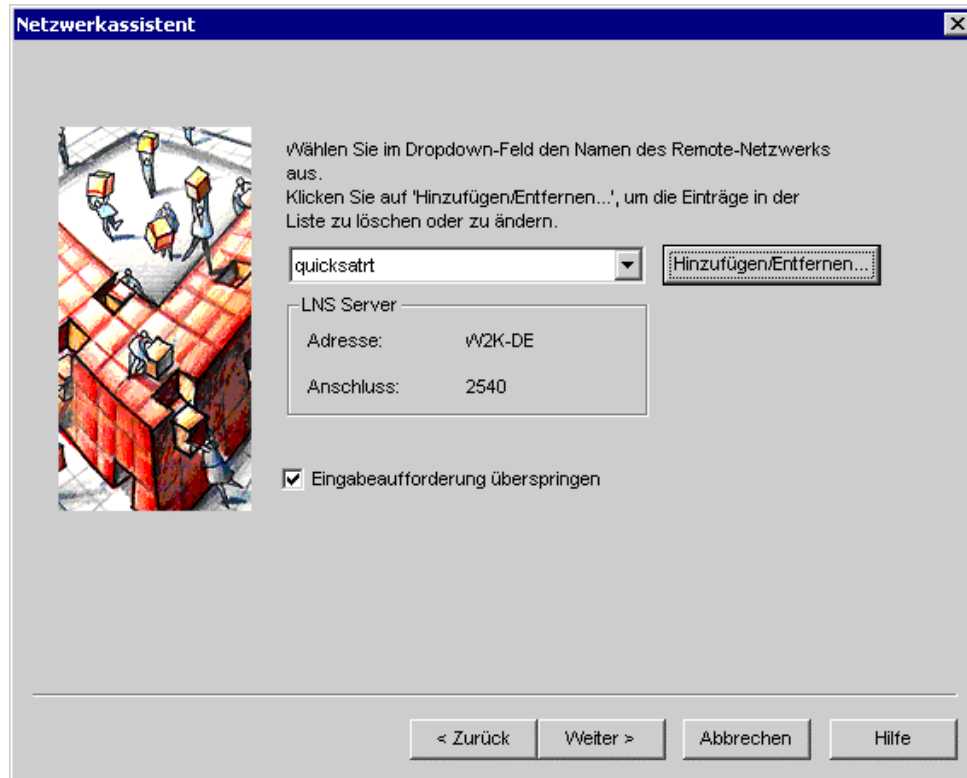 Netzwerkassistent
Wählen Sie im Dropdown-Feld den Namen des Remote-Netzwerks
aus.
Klicken Sie auf 'Hinzufügen/Entfernen...', um die Einträge in der
Liste zu löschen oder zu ändern.
quicksatrt
Hinzufügen/Entfernen...
LNS Server
Adresse: W2K-DE
Anschluss: 2540
Eingabeaufforderung überspringen
< Zurück Weiter > Abbrechen Hilfe